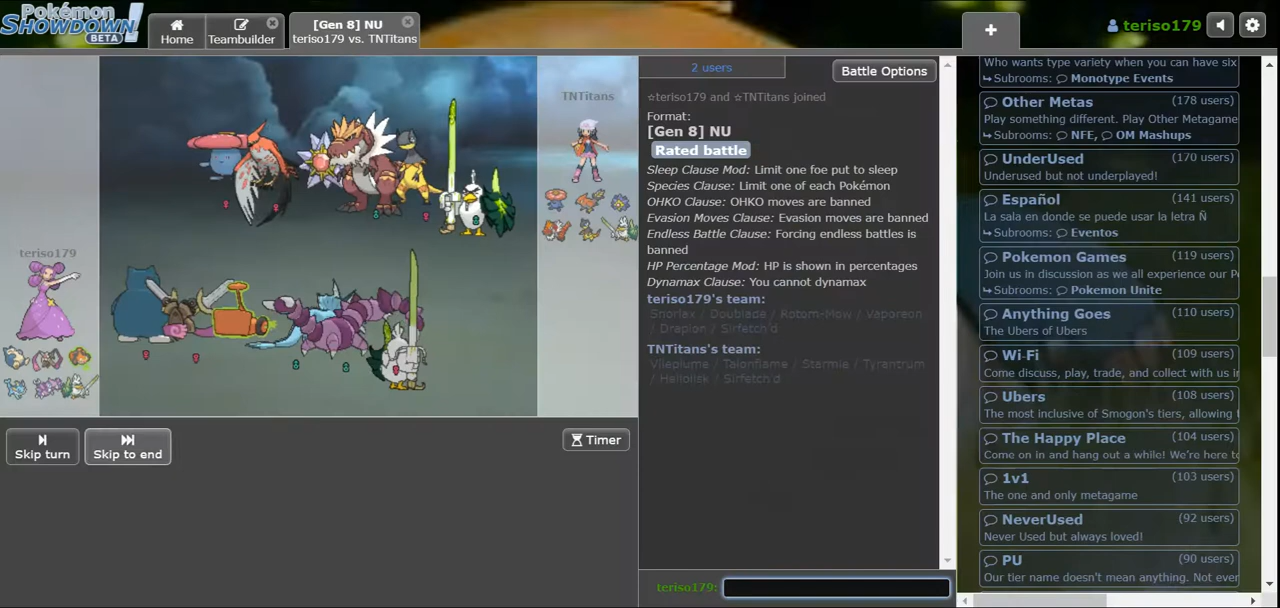 Pokémon
SHOWDOWN!
BETA
Home
Teambuilder
[Gen 8] NU
teriso179 vs. TNTitans
+
teriso179
TNTitans
teriso179
Skip turn
Skip to end
Timer
2 users
Battle Options
☆teriso179 and ☆TNTitans joined
Format:
[Gen 8] NU
Rated battle
Sleep Clause Mod: Limit one foe put to sleep
Species Clause: Limit one of each Pokémon
OHKO Clause: OHKO moves are banned
Evasion Moves Clause: Evasion moves are banned
Endless Battle Clause: Forcing endless battles is
banned
HP Percentage Mod: HP is shown in percentages
Dynamax Clause: You cannot dynamax
teriso179's team:
Snorlax / Doublade / Rotom-Mow / Vaporeon
/ Drapion / Sirfetch'd
TNTitans's team:
Vileplume / Talonflame / Starmie / Tyrantrum
/ Heliolisk / Sirfetch'd
teriso179:
Who wants type variety when you can have six
↳Subrooms: Monotype Events
Other Metas (178 users)
Play something different. Play Other Metagame
↳Subrooms: NFE, OM Mashups
UnderUsed (170 users)
Underused but not underplayed!
Español (141 users)
La sala en donde se puede usar la letra Ñ
↳Subrooms: Eventos
Pokemon Games (119 users)
Join us in discussion as we all experience our P
↳Subrooms: Pokemon Unite
Anything Goes (110 users)
The Ubers of Ubers
Wi-Fi (109 users)
Come discuss, play, trade, and collect with us i
Ubers (108 users)
The most inclusive of Smogon's tiers, allowing
The Happy Place (104 users)
Come on in and hang out a while! We're here t
1v1 (103 users)
The one and only metagame
NeverUsed (92 users)
Never Used but always loved!
PU (90 users)
Our tier name doesn't mean anything. Not ever